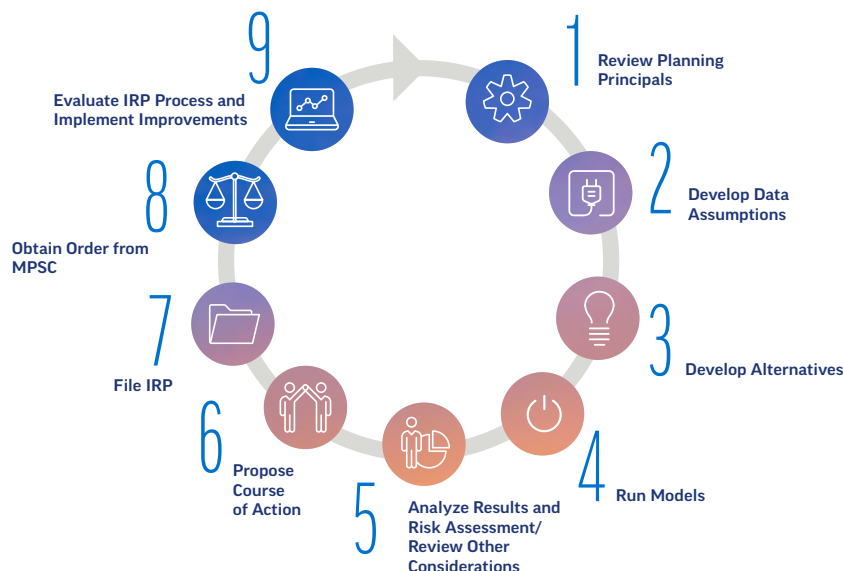 1
Review Planning
Principals
2
Develop Data
Assumptions
3
Develop Alternatives
4
Run Models
5
Analyze Results and
Risk Assessment/
Review Other
Considerations
6
Propose
Course
of Action
7
File IRP
8
Obtain Order from
MPSC
9
Evaluate IRP Process and
Implement Improvements